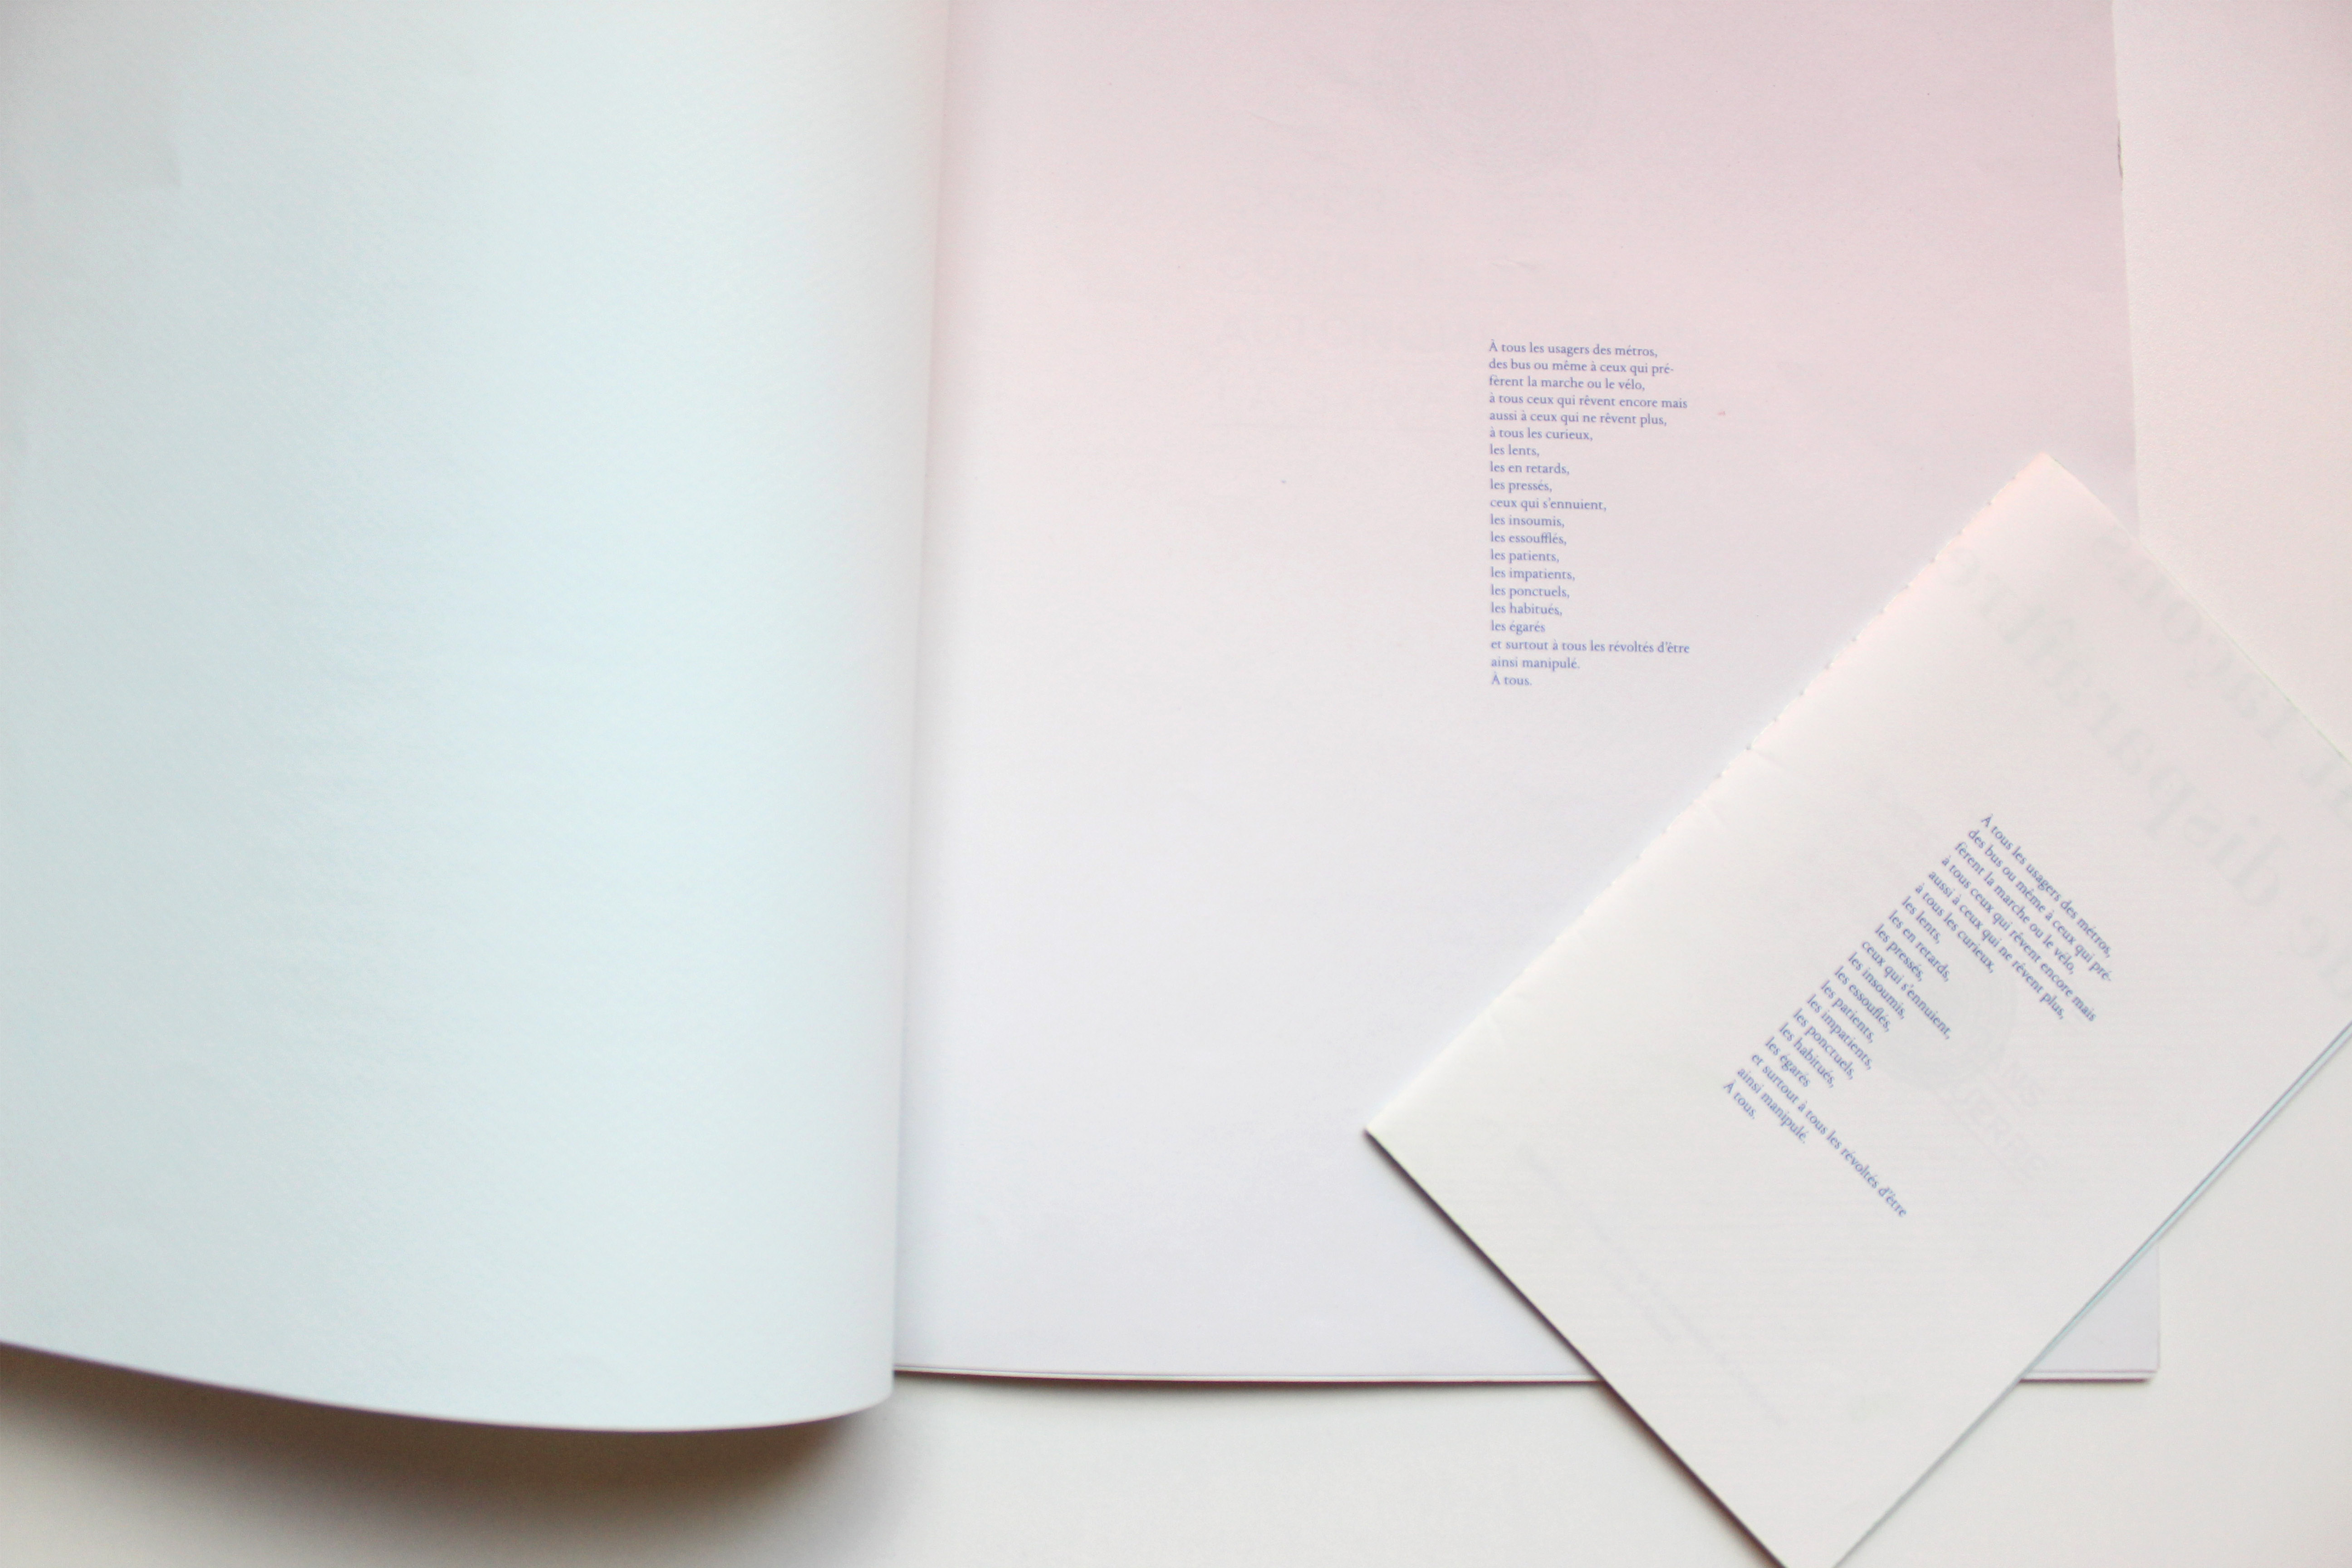 À tous les usagers des métros,
des bus ou même à ceux qui pré-
fèrent la marche ou le vélo,
à tous ceux qui rêvent encore mais
aussi à ceux qui ne rêvent plus,
à tous les curieux,
les lents,
les en retards,
les pressés,
ceux qui s'ennuient,
les insoumis,
les essoufflés,
les patients,
les impatients,
les ponctuels,
les habitués,
les égarés
et surtout à tous les révoltés d'être
ainsi manipulé.
À tous.
À tous les usagers des métros,
des bus ou même à ceux qui pré-
fèrent la marche ou le vélo,
à tous ceux qui rêvent encore mais
aussi à ceux qui ne rêvent plus,
à tous les curieux,
les lents,
les en retards,
les pressés,
ceux qui s'ennuient,
les insoumis,
les essouflés,
les patients,
les impatients,
les ponctuels,
les habitués,
les égarés
et surtout à tous les révoltés d'être
ainsi manipulé.
À tous.